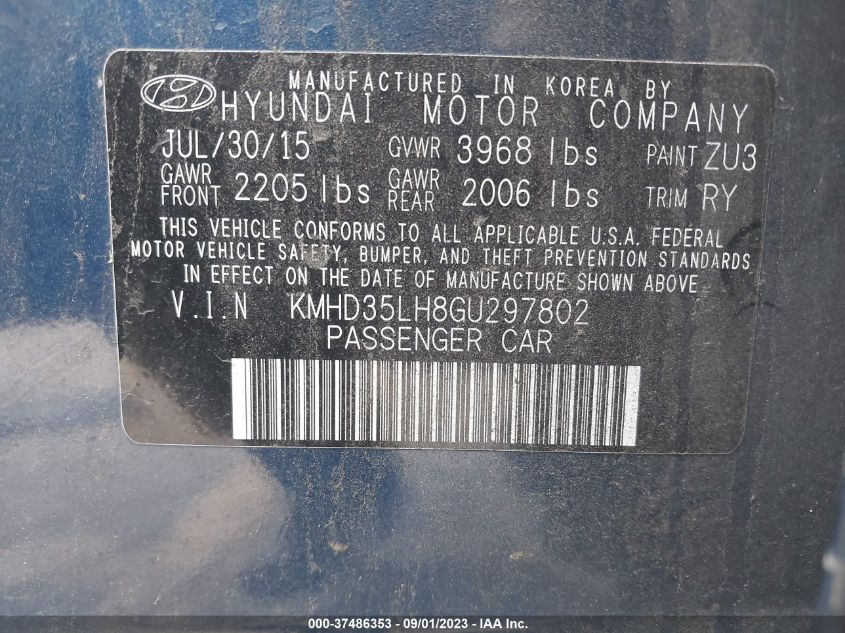 MANUFACTURED IN KOREA BY
HYUNDAI MOTOR COMPANY
JUL/30/15 GVWR 3968 lbs PAINT ZU3
GAWR FRONT 2205 lbs GAWR REAR 2006 lbs TRIM RY
THIS VEHICLE CONFORMS TO ALL APPLICABLE U.S.A. FEDERAL
MOTOR VEHICLE SAFETY, BUMPER, AND THEFT PREVENTION STANDARDS
IN EFFECT ON THE DATE OF MANUFACTURE SHOWN ABOVE
V.I.N KMHD35LH8GU297802
PASSENGER CAR
000-37486353 - 09/01/2023 - IAA Inc.